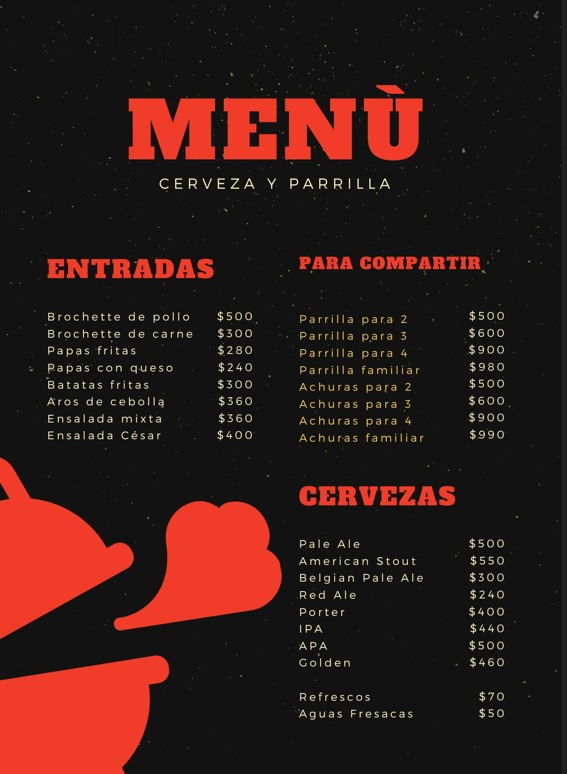 MENÙ
CERVEZA Y PARRILLA
ENTRADAS
Brochette de pollo $500
Brochette de carne $300
Papas fritas $280
Papas con queso $240
Batatas fritas $300
Aros de cebolla $360
Ensalada mixta $360
Ensalada César $400
PARA COMPARTIR
Parrilla para 2 $500
Parrilla para 3 $600
Parrilla para 4 $900
Parrilla familiar $980
Achuras para 2 $500
Achuras para 3 $600
Achuras para 4 $900
Achuras familiar $990
CERVEZAS
Pale Ale $500
American Stout $550
Belgian Pale Ale $300
Red Ale $240
Porter $400
IPA $440
APA $500
Golden $460
Refrescos $70
Aguas Fresacas $50